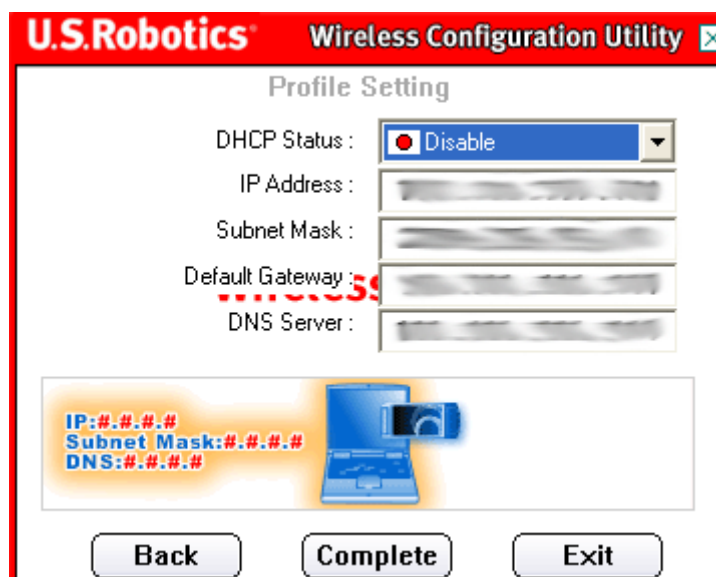 U.S.Robotics Wireless Configuration Utility
Profile Setting
DHCP Status : Disable
IP Address :
Subnet Mask :
Default Gateway :
Wireless
DNS Server :
IP:#.#.#.#
Subnet Mask:#.#.#.#
DNS:#.#.#.#
Back Complete Exit